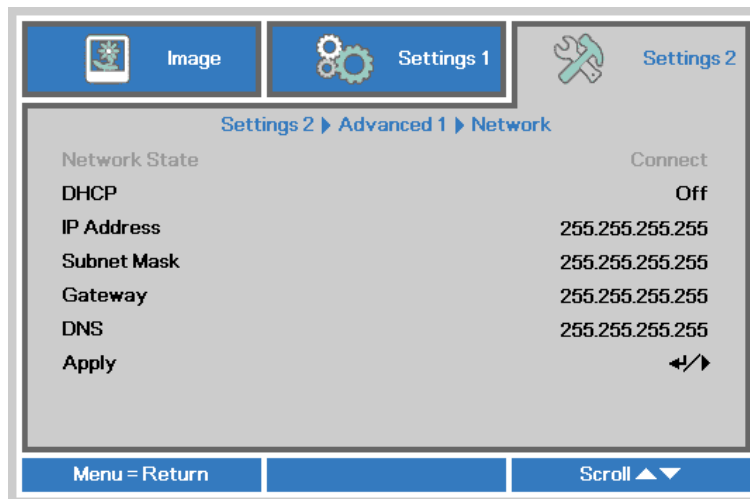 Image
Settings 1
Settings 2
Settings 2 ▶ Advanced 1 ▶ Network
Network State Connect
DHCP Off
IP Address 255.255.255.255
Subnet Mask 255.255.255.255
Gateway 255.255.255.255
DNS 255.255.255.255
Apply ↵/▶
Menu = Return
Scroll ▲▼